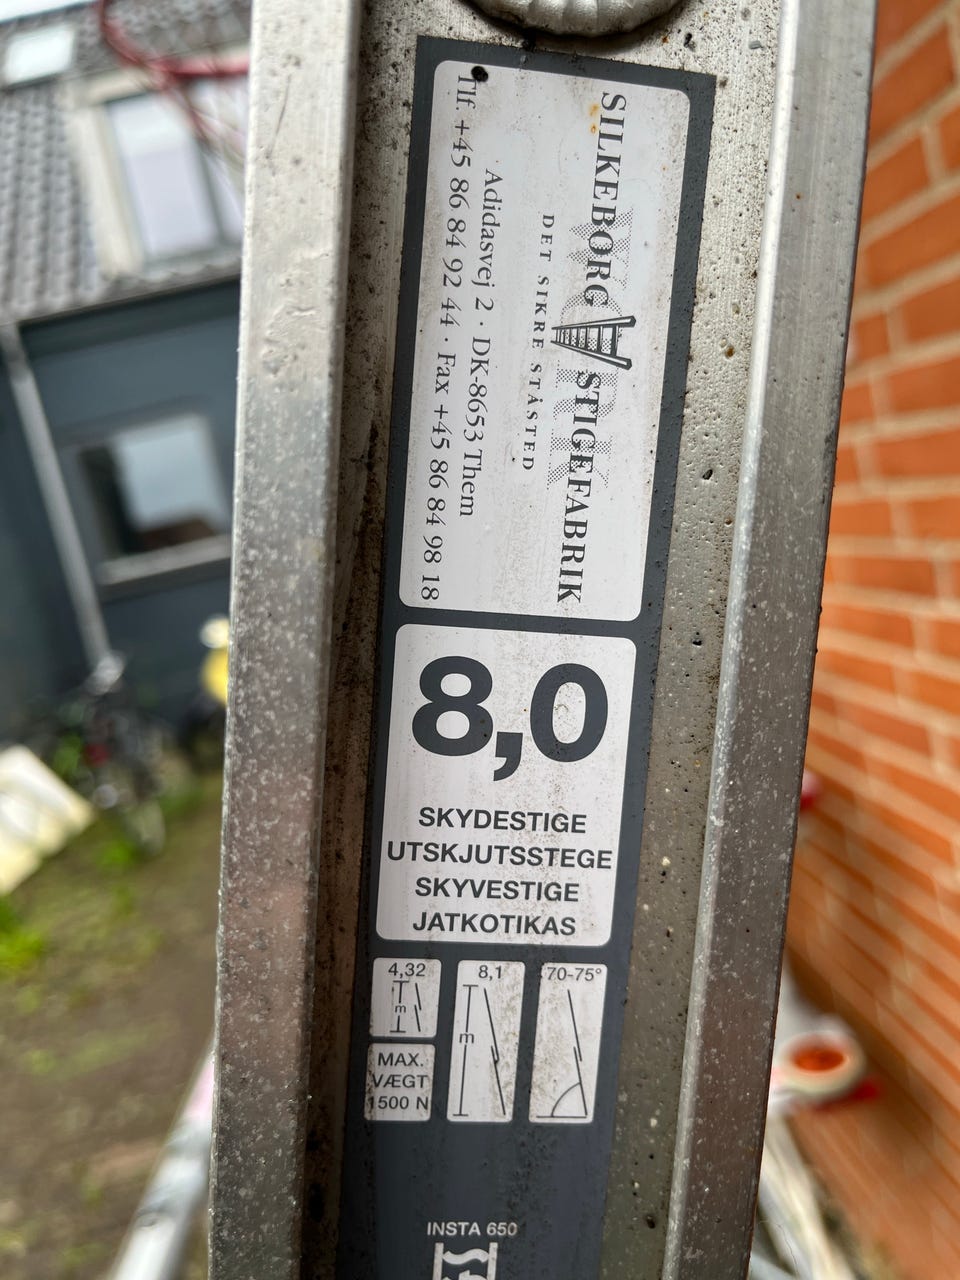 SILKEBORG STIGEFABRIK
WORK
DET SIKRE STÅSTED
Adidasvej 2 · DK-8653 Them
Tlf. +45 86 84 92 44 · Fax +45 86 84 98 18
8,0
SKYDESTIGE
UTSKJUTSSTEGE
SKYVESTIGE
JATKOTIKAS
4,32
m
MAX.
VÆGT
1500 N
8,1
m
70-75°
INSTA 650